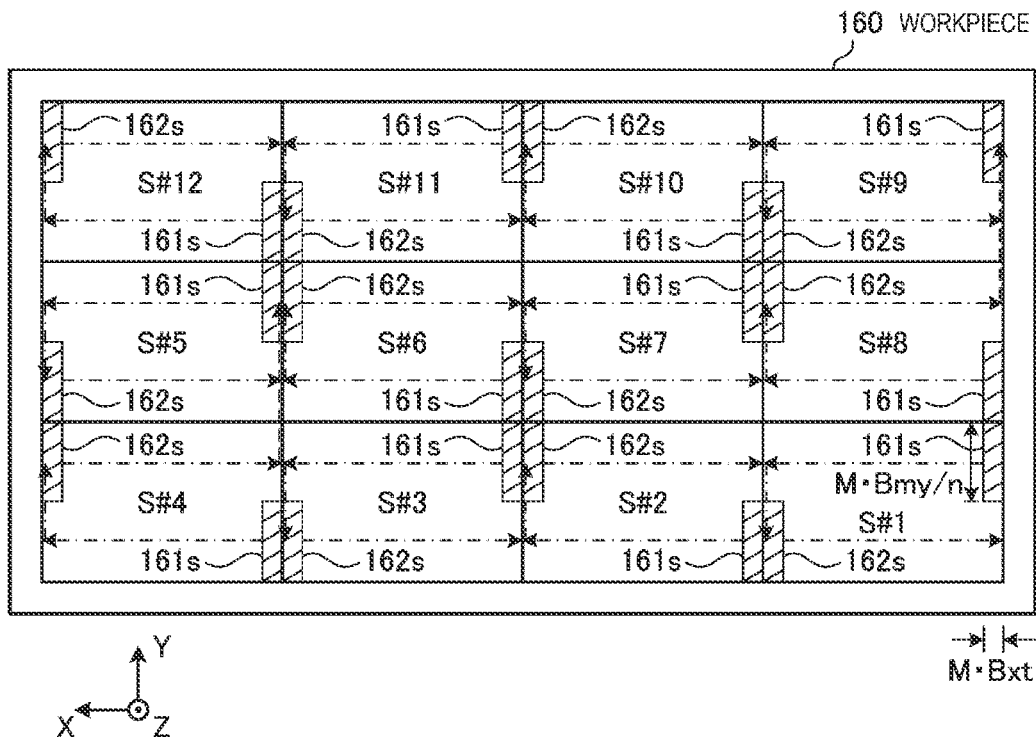 160 WORKPIECE
162s 161s 162s 161s
S#12 S#11 S#10 S#9
161s 162s 161s 162s
161s 162s 161s 162s
S#5 S#6 S#7 S#8
162s 161s 162s 161s
162s 161s 162s 161s
M·Bmy/n
S#4 S#3 S#2 S#1
161s 162s 161s 162s
M·Bxt
Y
X Z